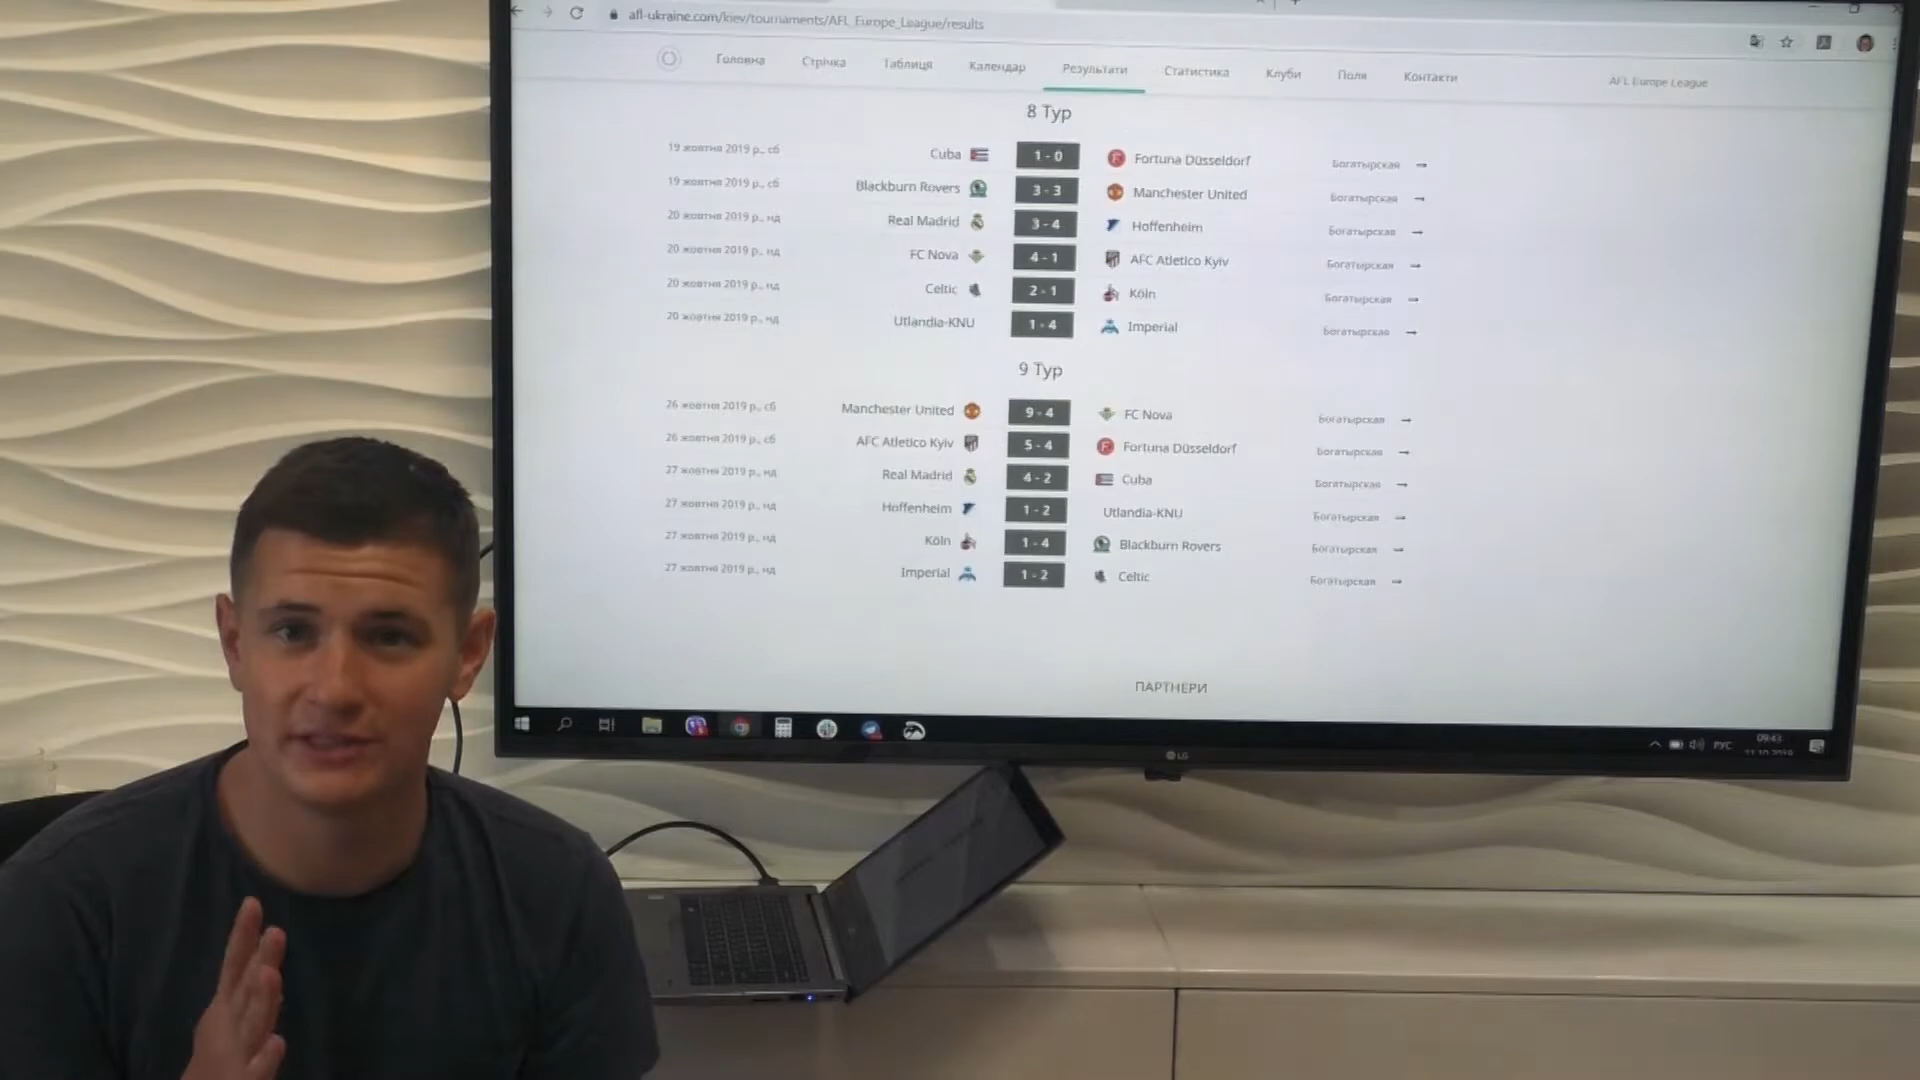 afl-ukraine.com/kiev/tournaments/AFL_Europe_League/results
Головна Стрічка Таблиця Календар Результати Статистика Клуби Поля Контакти AFL Europe League
8 Тур
19 жовтня 2019 р., сб Cuba 1 - 0 Fortuna Düsseldorf Богатырская →
19 жовтня 2019 р., сб Blackburn Rovers 3 - 3 Manchester United Богатырская →
20 жовтня 2019 р., нд Real Madrid 3 - 4 Hoffenheim Богатырская →
20 жовтня 2019 р., нд FC Nova 4 - 1 AFC Atletico Kyiv Богатырская →
20 жовтня 2019 р., нд Celtic 2 - 1 Köln Богатырская →
20 жовтня 2019 р., нд Utlandia-KNU 1 - 4 Imperial Богатырская →
9 Тур
26 жовтня 2019 р., сб Manchester United 9 - 4 FC Nova Богатырская →
26 жовтня 2019 р., сб AFC Atletico Kyiv 5 - 4 Fortuna Düsseldorf Богатырская →
27 жовтня 2019 р., нд Real Madrid 4 - 2 Cuba Богатырская →
27 жовтня 2019 р., нд Hoffenheim 1 - 2 Utlandia-KNU Богатырская →
27 жовтня 2019 р., нд Köln 1 - 4 Blackburn Rovers Богатырская →
27 жовтня 2019 р., нд Imperial 1 - 2 Celtic Богатырская →
ПАРТНЕРИ
РУС 09:43
LG